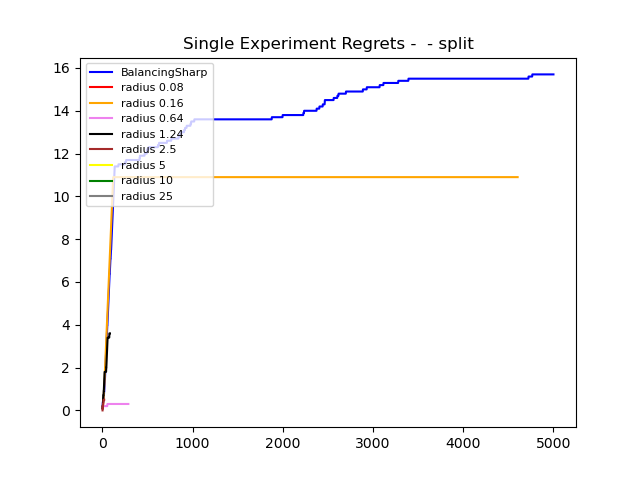 Single Experiment Regrets -  - split
16
14
12
10
8
6
4
2
0
BalancingSharp
radius 0.08
radius 0.16
radius 0.64
radius 1.24
radius 2.5
radius 5
radius 10
radius 25
0 1000 2000 3000 4000 5000